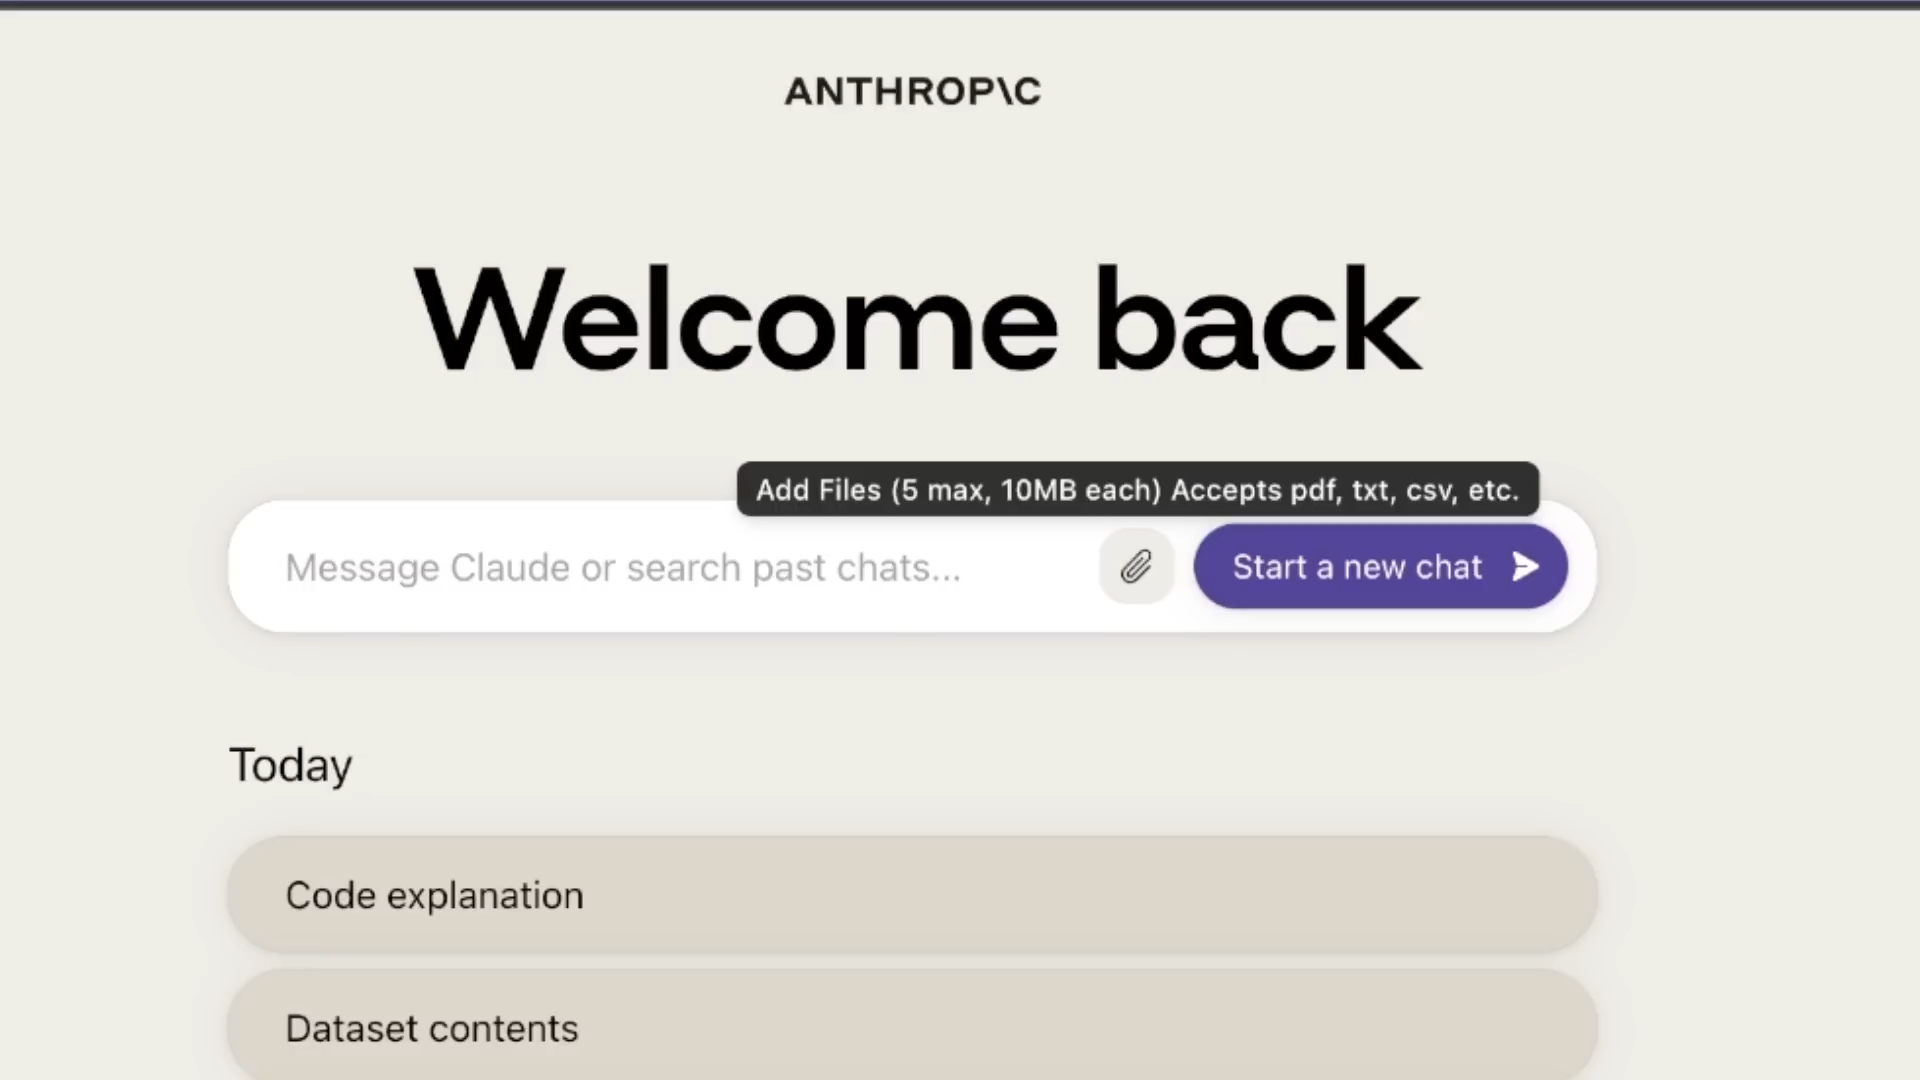 ANTHROP\C
Welcome back
Add Files (5 max, 10MB each) Accepts pdf, txt, csv, etc.
Message Claude or search past chats...
Start a new chat
Today
Code explanation
Dataset contents